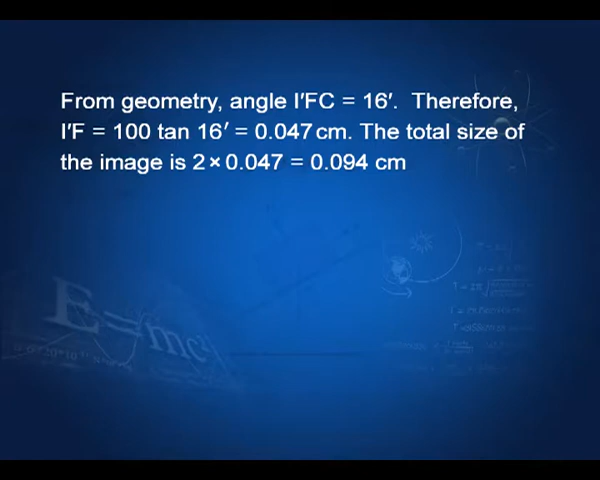 From geometry, angle I′FC = 16′. Therefore,
I′F = 100 tan 16′ = 0.047 cm. The total size of
the image is 2 × 0.047 = 0.094 cm
E=mc²